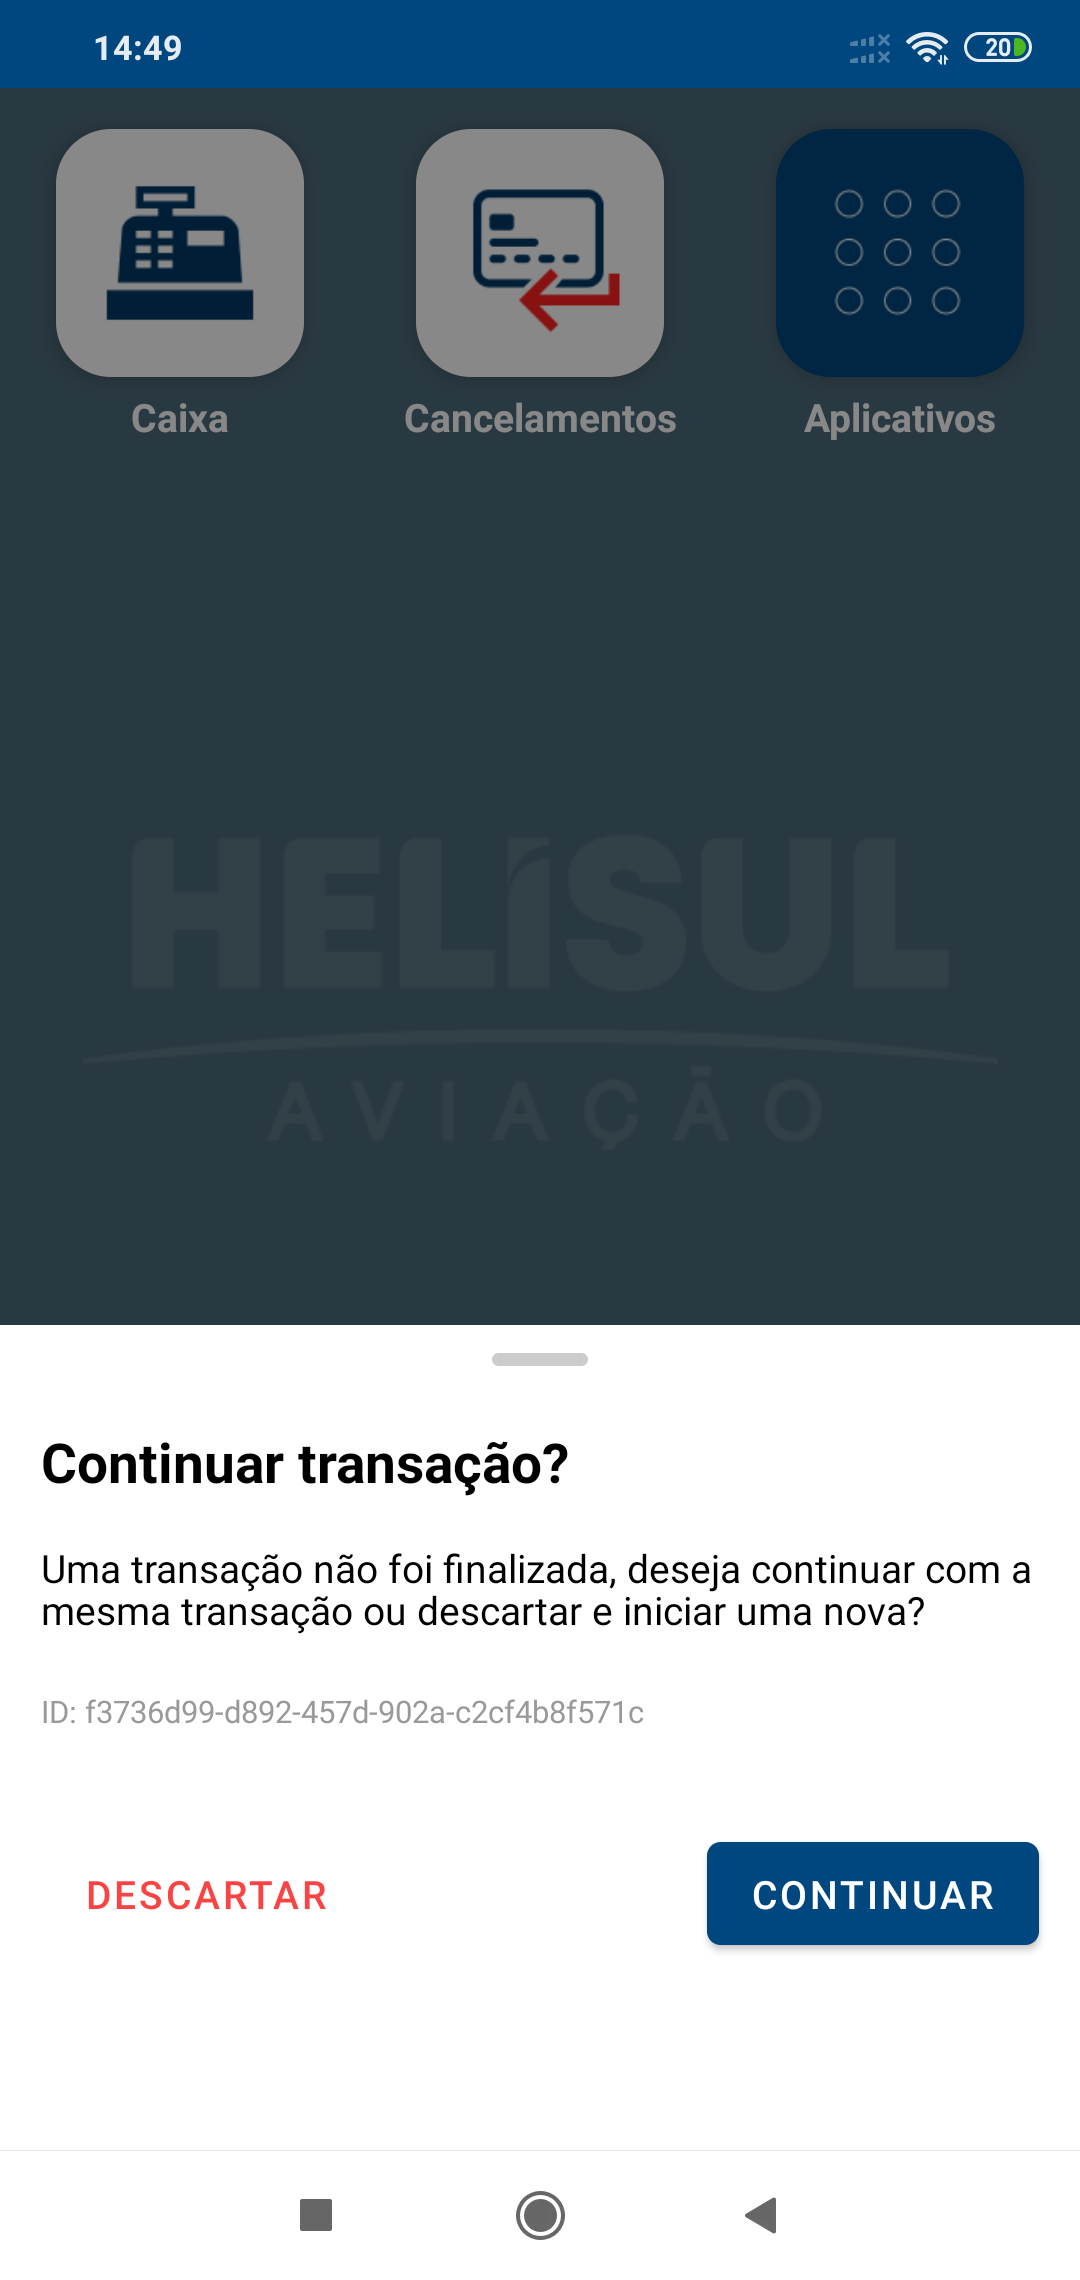 14:49
20
Caixa
Cancelamentos
Aplicativos
HELISUL
AVIAÇÃO
Continuar transação?
Uma transação não foi finalizada, deseja continuar com a
mesma transação ou descartar e iniciar uma nova?
ID: f3736d99-d892-457d-902a-c2cf4b8f571c
DESCARTAR
CONTINUAR